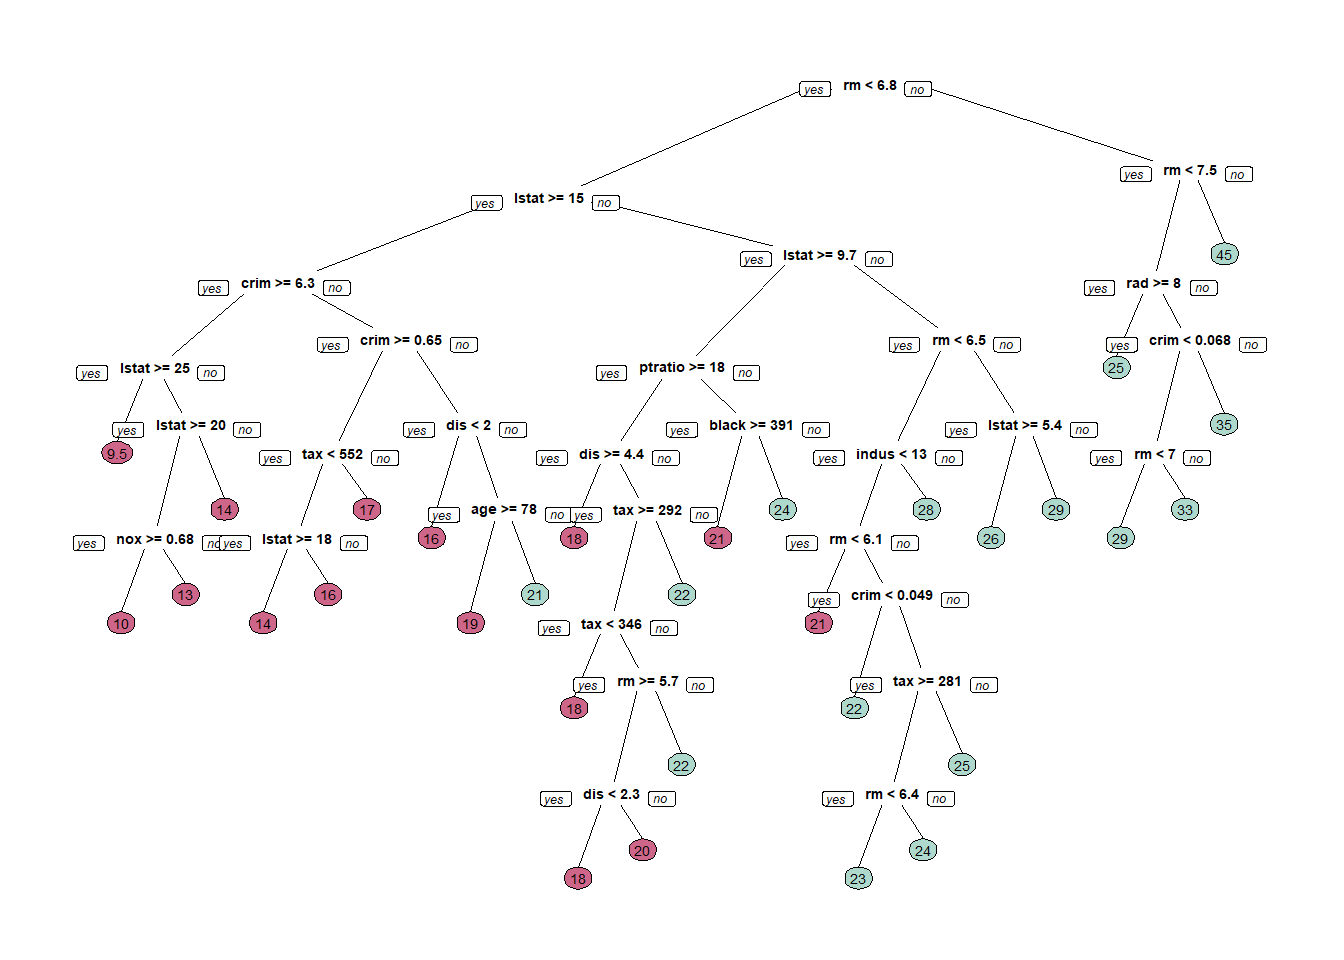 yes rm < 6.8 no
yes rm < 7.5 no
yes lstat >= 15 no
45
yes lstat >= 9.7 no
yes crim >= 6.3 no
yes rad >= 8 no
yes crim >= 0.65 no
yes rm < 6.5 no
yes crim < 0.068 no
yes lstat >= 25 no
yes ptratio >= 18 no
25
yes lstat >= 20 no
yes dis < 2 no
yes black >= 391 no
yes lstat >= 5.4 no
35
9.5
yes tax < 552 no
yes dis >= 4.4 no
yes indus < 13 no
yes rm < 7 no
14
17
yes age >= 78 no
yes tax >= 292 no
24
28
29
33
yes nox >= 0.68 no
yes lstat >= 18 no
16
18
21
yes rm < 6.1 no
26
29
13
16
21
22
yes crim < 0.049 no
10
14
19
yes tax < 346 no
21
yes rm >= 5.7 no
yes tax >= 281 no
18
22
22
25
yes dis < 2.3 no
yes rm < 6.4 no
20
24
18
23